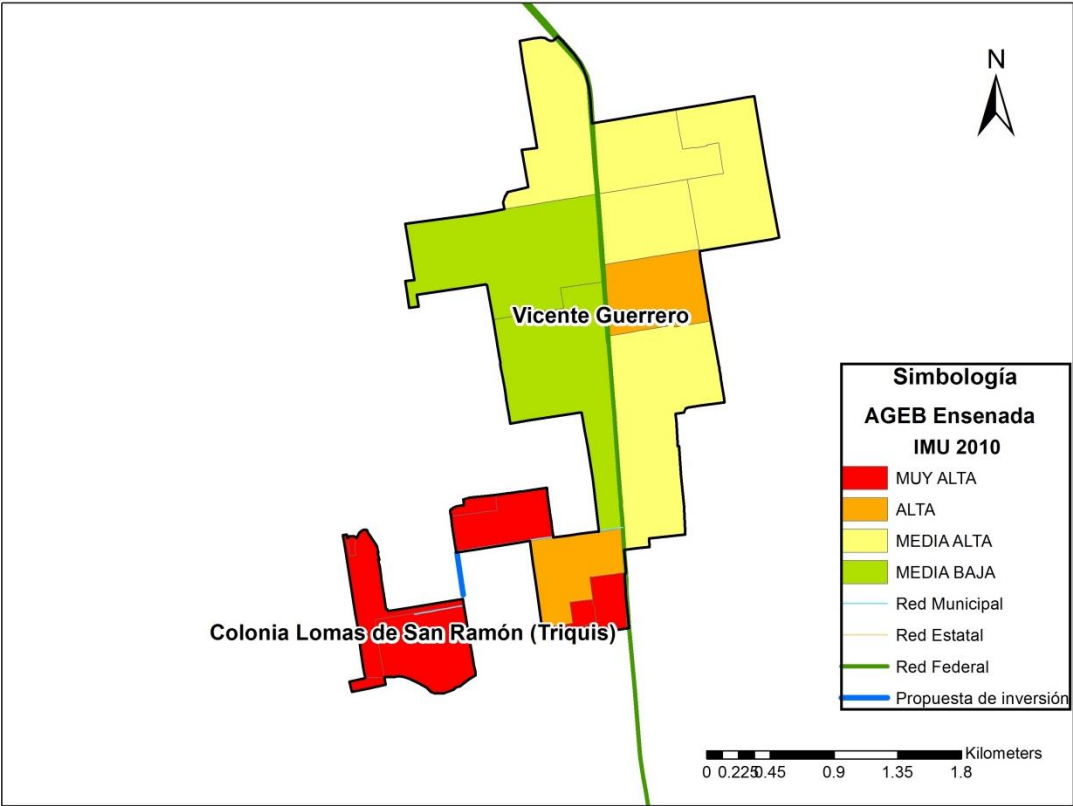 N
Vicente Guerrero
Colonia Lomas de San Ramón (Triquis)
Simbología
AGEB Ensenada
IMU 2010
MUY ALTA
ALTA
MEDIA ALTA
MEDIA BAJA
Red Municipal
Red Estatal
Red Federal
Propuesta de inversión
Kilometers
0 0.225 0.45 0.9 1.35 1.8